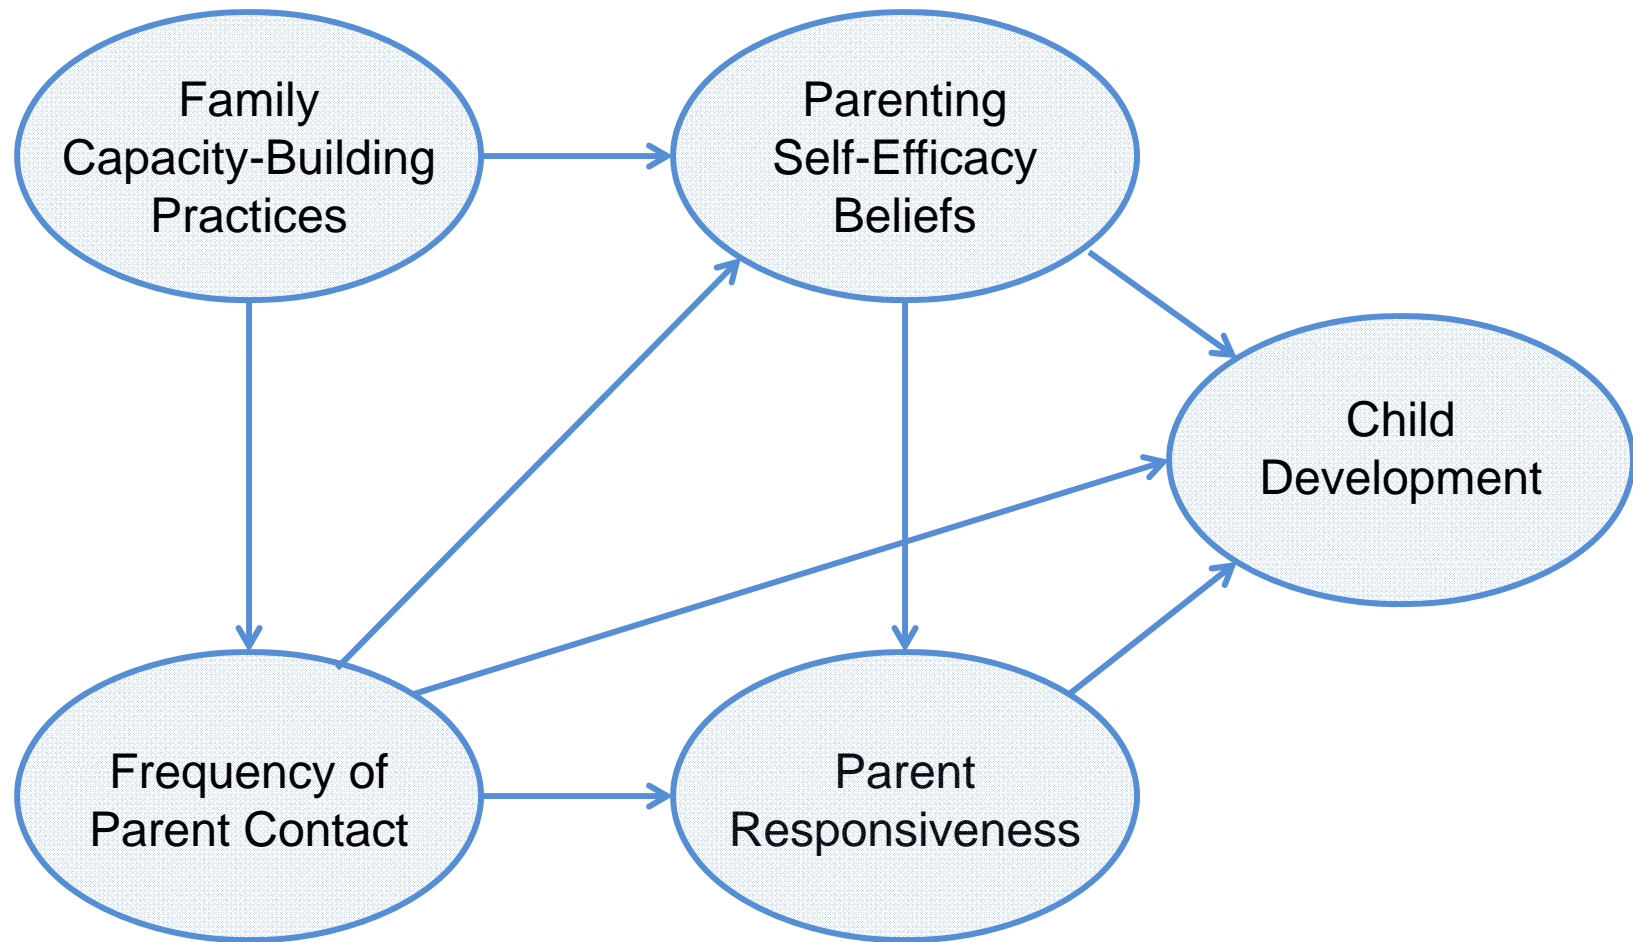 Family
Capacity-Building
Practices
Parenting
Self-Efficacy
Beliefs
Child
Development
Frequency of
Parent Contact
Parent
Responsiveness